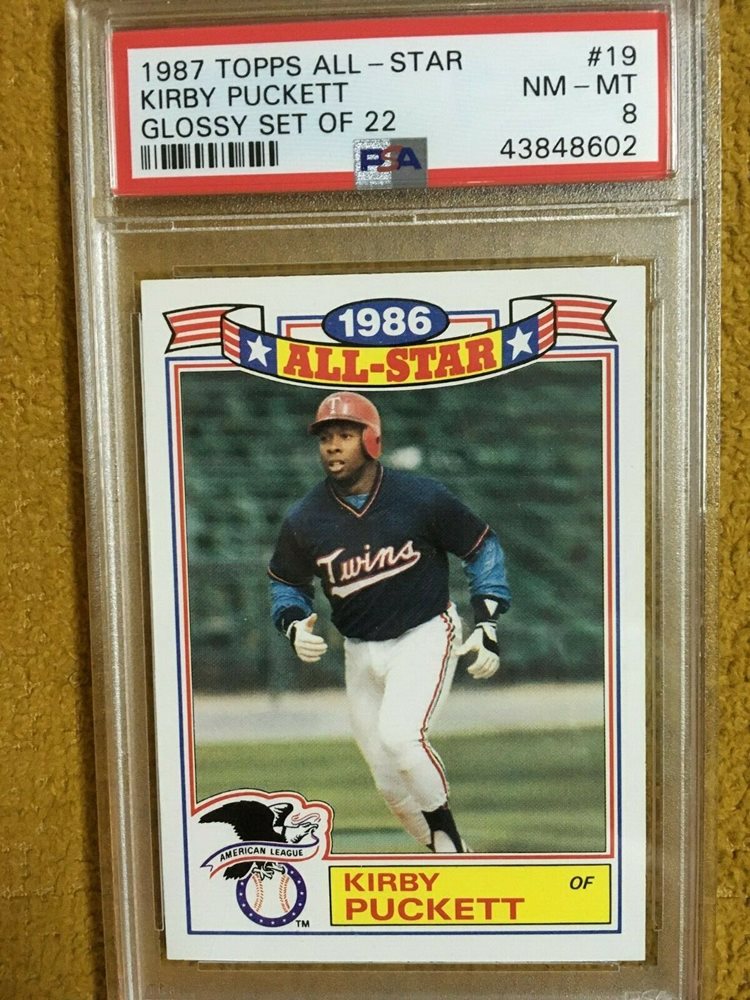 1987 TOPPS ALL-STAR #19
KIRBY PUCKETT NM-MT
GLOSSY SET OF 22 8
PSA 43848602
1986
ALL-STAR
T
Twins
AMERICAN LEAGUE
TM
KIRBY OF
PUCKETT